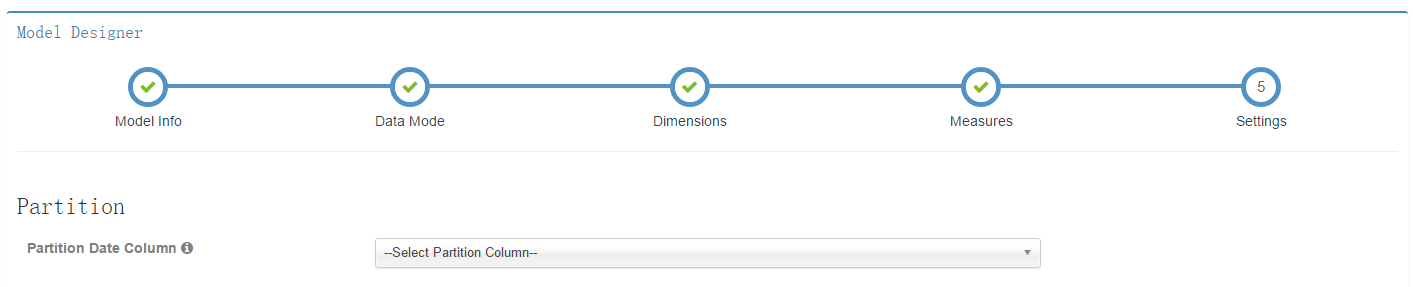 Model Designer
5
Model Info Data Mode Dimensions Measures Settings
Partition
Partition Date Column --Select Partition Column--